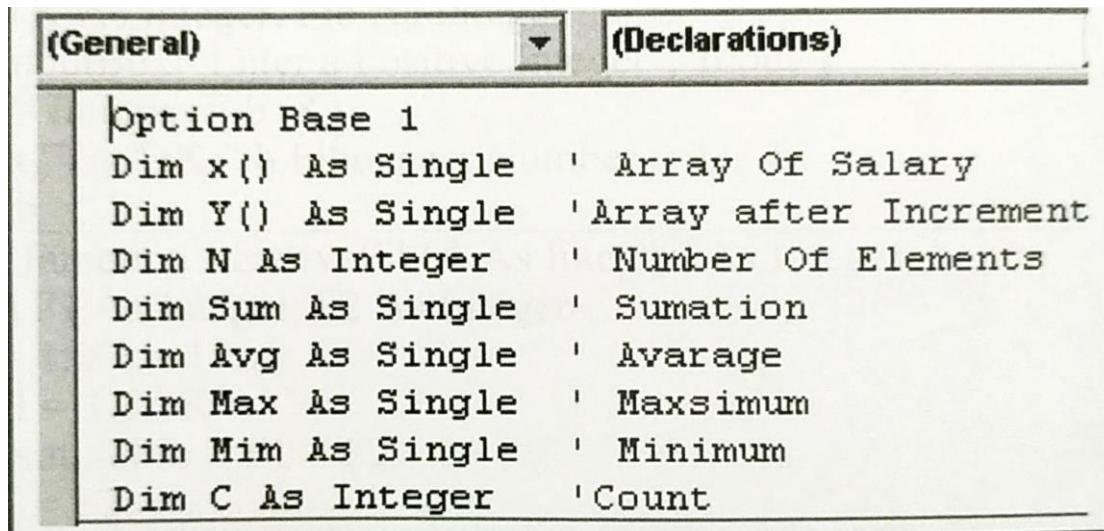 (General) (Declarations)
Option Base 1
Dim x() As Single ' Array Of Salary
Dim Y() As Single 'Array after Increment
Dim N As Integer ' Number Of Elements
Dim Sum As Single ' Sumation
Dim Avg As Single ' Avarage
Dim Max As Single ' Maxsimum
Dim Mim As Single ' Minimum
Dim C As Integer 'Count